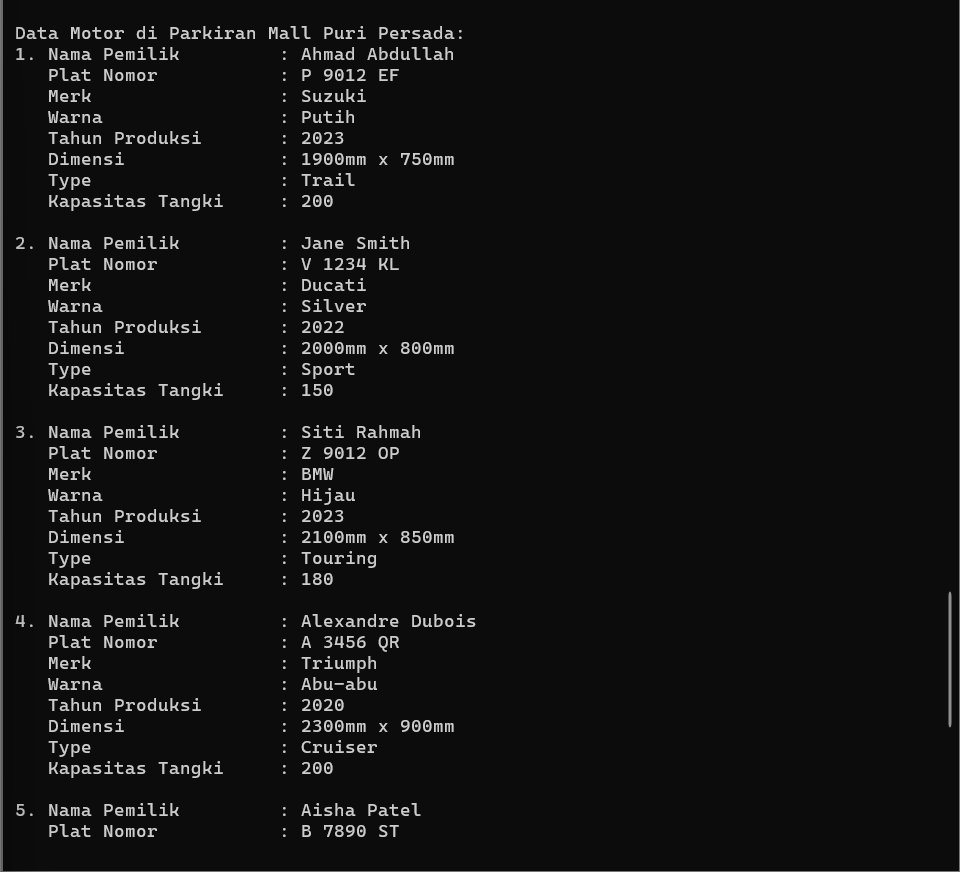 Data Motor di Parkiran Mall Puri Persada:
1. Nama Pemilik : Ahmad Abdullah
Plat Nomor : P 9012 EF
Merk : Suzuki
Warna : Putih
Tahun Produksi : 2023
Dimensi : 1900mm x 750mm
Type : Trail
Kapasitas Tangki : 200
2. Nama Pemilik : Jane Smith
Plat Nomor : V 1234 KL
Merk : Ducati
Warna : Silver
Tahun Produksi : 2022
Dimensi : 2000mm x 800mm
Type : Sport
Kapasitas Tangki : 150
3. Nama Pemilik : Siti Rahmah
Plat Nomor : Z 9012 OP
Merk : BMW
Warna : Hijau
Tahun Produksi : 2023
Dimensi : 2100mm x 850mm
Type : Touring
Kapasitas Tangki : 180
4. Nama Pemilik : Alexandre Dubois
Plat Nomor : A 3456 QR
Merk : Triumph
Warna : Abu-abu
Tahun Produksi : 2020
Dimensi : 2300mm x 900mm
Type : Cruiser
Kapasitas Tangki : 200
5. Nama Pemilik : Aisha Patel
Plat Nomor : B 7890 ST